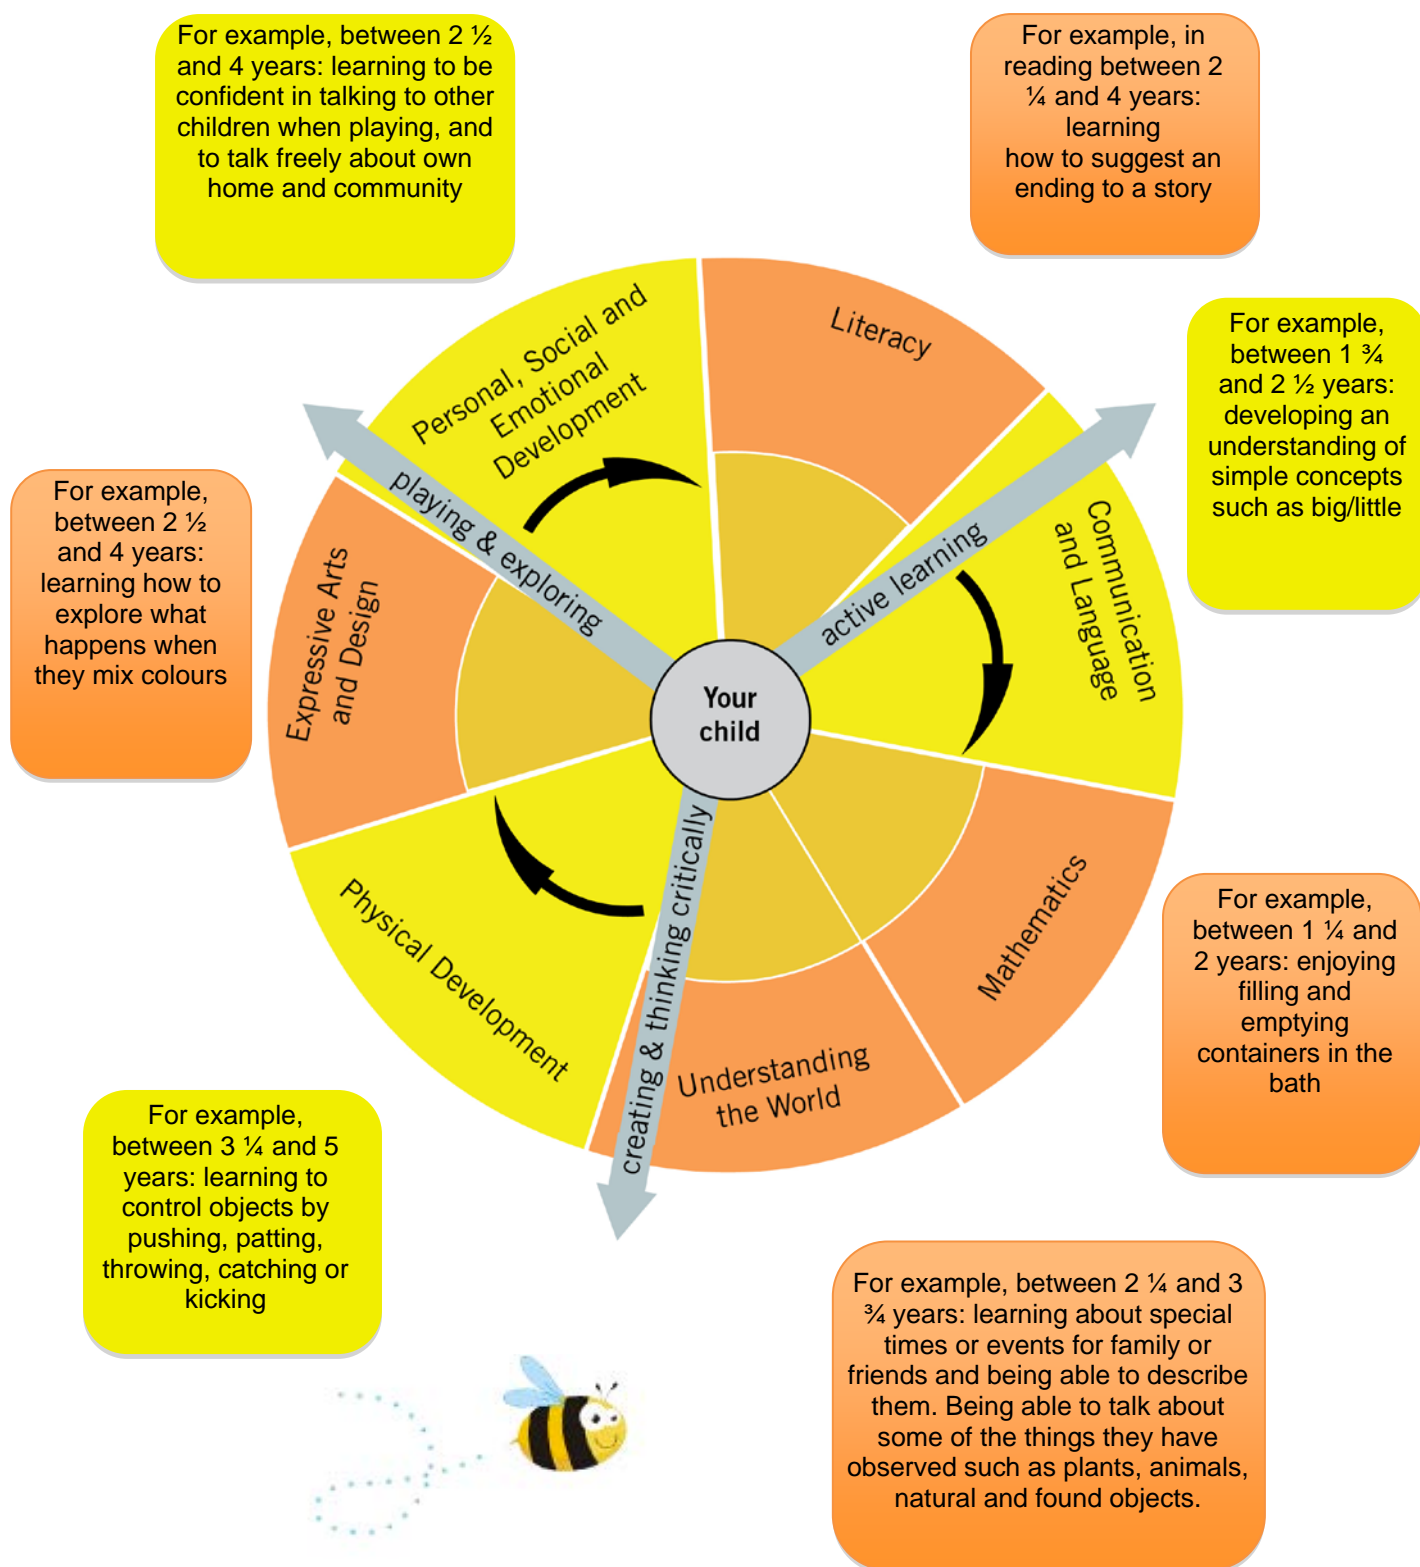 For example, between 2 ½
and 4 years: learning to be
confident in talking to other
children when playing, and
to talk freely about own
home and community
For example, in
reading between 2
¼ and 4 years:
learning
how to suggest an
ending to a story
For example,
between 1 ¾
and 2 ½ years:
developing an
understanding of
simple concepts
such as big/little
For example,
between 2 ½
and 4 years:
learning how to
explore what
happens when
they mix colours
Personal, Social and
Emotional
Development
Literacy
Communication
and Language
Expressive Arts
and Design
playing & exploring
active learning
Your
child
creating & thinking critically
Physical Development
Mathematics
Understanding
the World
For example,
between 1 ¼ and
2 years: enjoying
filling and
emptying
containers in the
bath
For example,
between 3 ¼ and 5
years: learning to
control objects by
pushing, patting,
throwing, catching or
kicking
For example, between 2 ¼ and 3
¾ years: learning about special
times or events for family or
friends and being able to describe
them. Being able to talk about
some of the things they have
observed such as plants, animals,
natural and found objects.